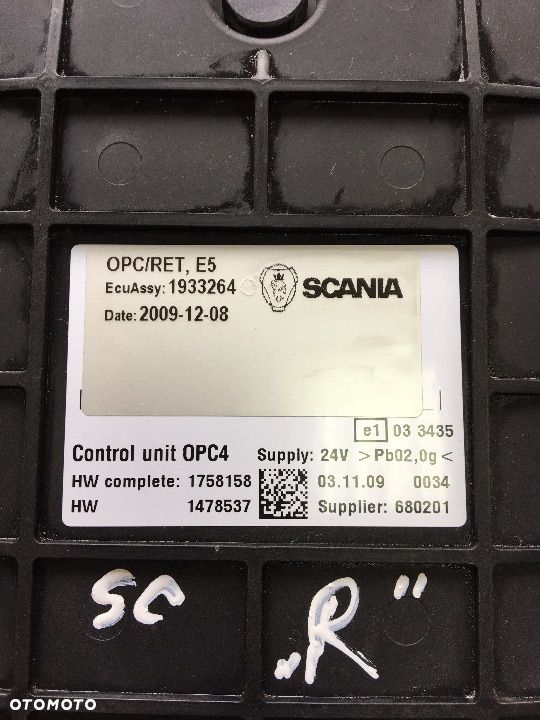 OPC/RET, E5
EcuAssy: 1933264
SCANIA
Date: 2009-12-08
e1 03 3435
Control unit OPC4 Supply: 24V >Pb02,0g<
HW complete: 1758158 03.11.09 0034
HW 1478537 Supplier: 680201
SC „R"
OTOMOTO